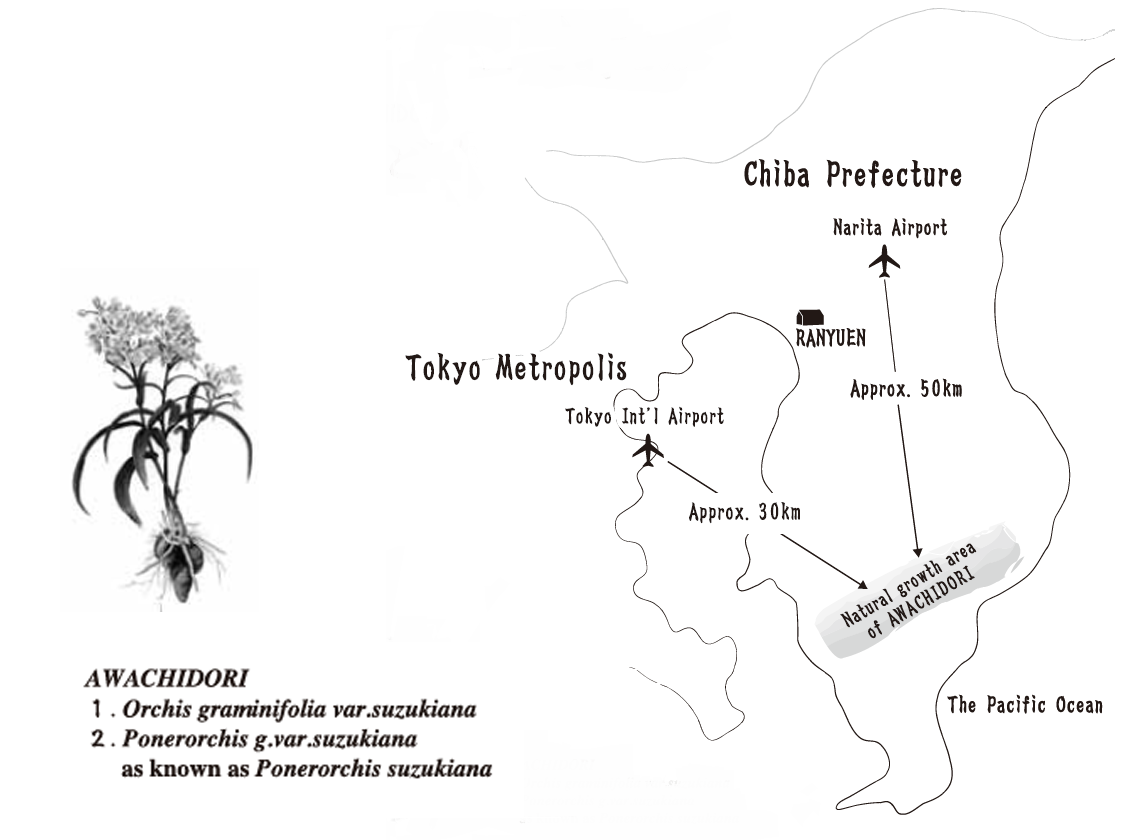 Chiba Prefecture
Narita Airport
RANYUEN
Tokyo Metropolis
Approx. 50km
Tokyo Int'l Airport
Approx. 30km
Natural growth area
of AWACHIDORI
The Pacific Ocean
AWACHIDORI
1 . Orchis graminifolia var.suzukiana
2 . Ponerorchis g.var.suzukiana
as known as Ponerorchis suzukiana